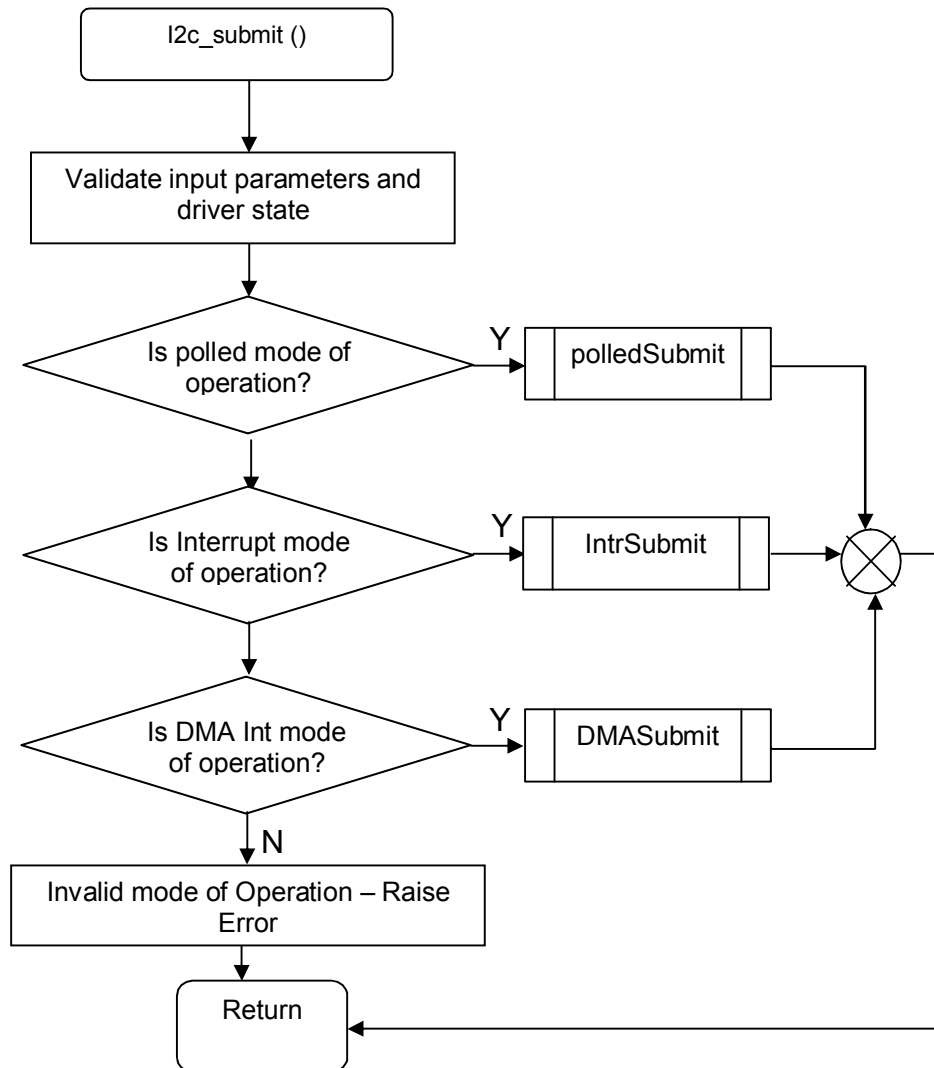 I2c_submit ()
Validate input parameters and
driver state
Is polled mode of
operation?
Y
polledSubmit
Is Interrupt mode
of operation?
Y
IntrSubmit
Is DMA Int mode
of operation?
Y
DMASubmit
N
Invalid mode of Operation – Raise
Error
Return